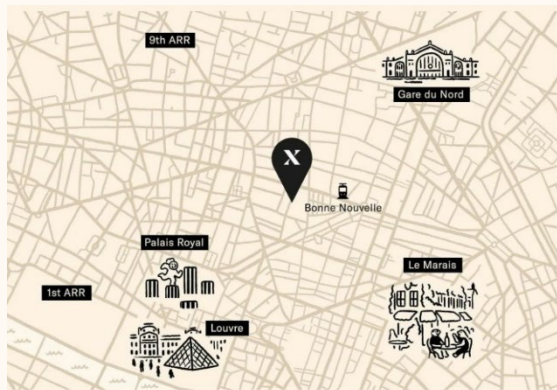 9th ARR
Gare du Nord
X
Bonne Nouvelle
Palais Royal
Le Marais
1st ARR
Louvre